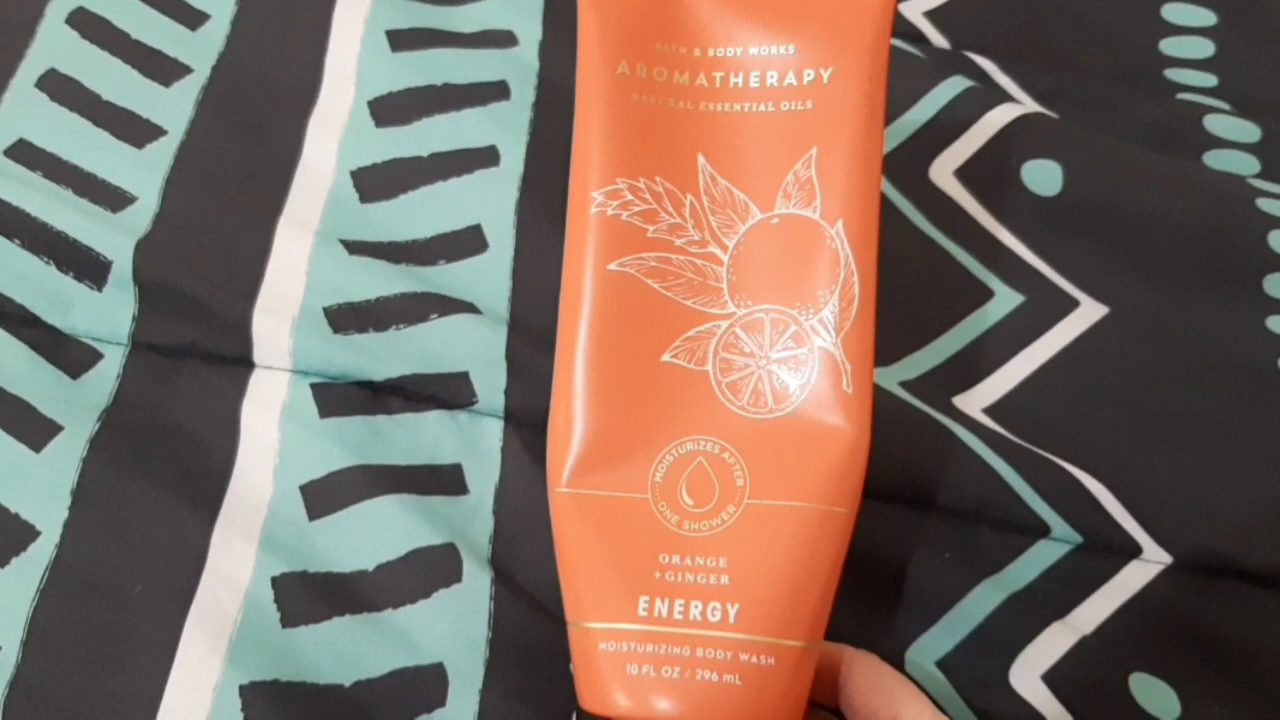 BATH & BODY WORKS
AROMATHERAPY
NATURAL ESSENTIAL OILS
MOISTURIZES AFTER
ONE SHOWER
ORANGE
+ GINGER
ENERGY
MOISTURIZING BODY WASH
10 FL OZ / 296 mL